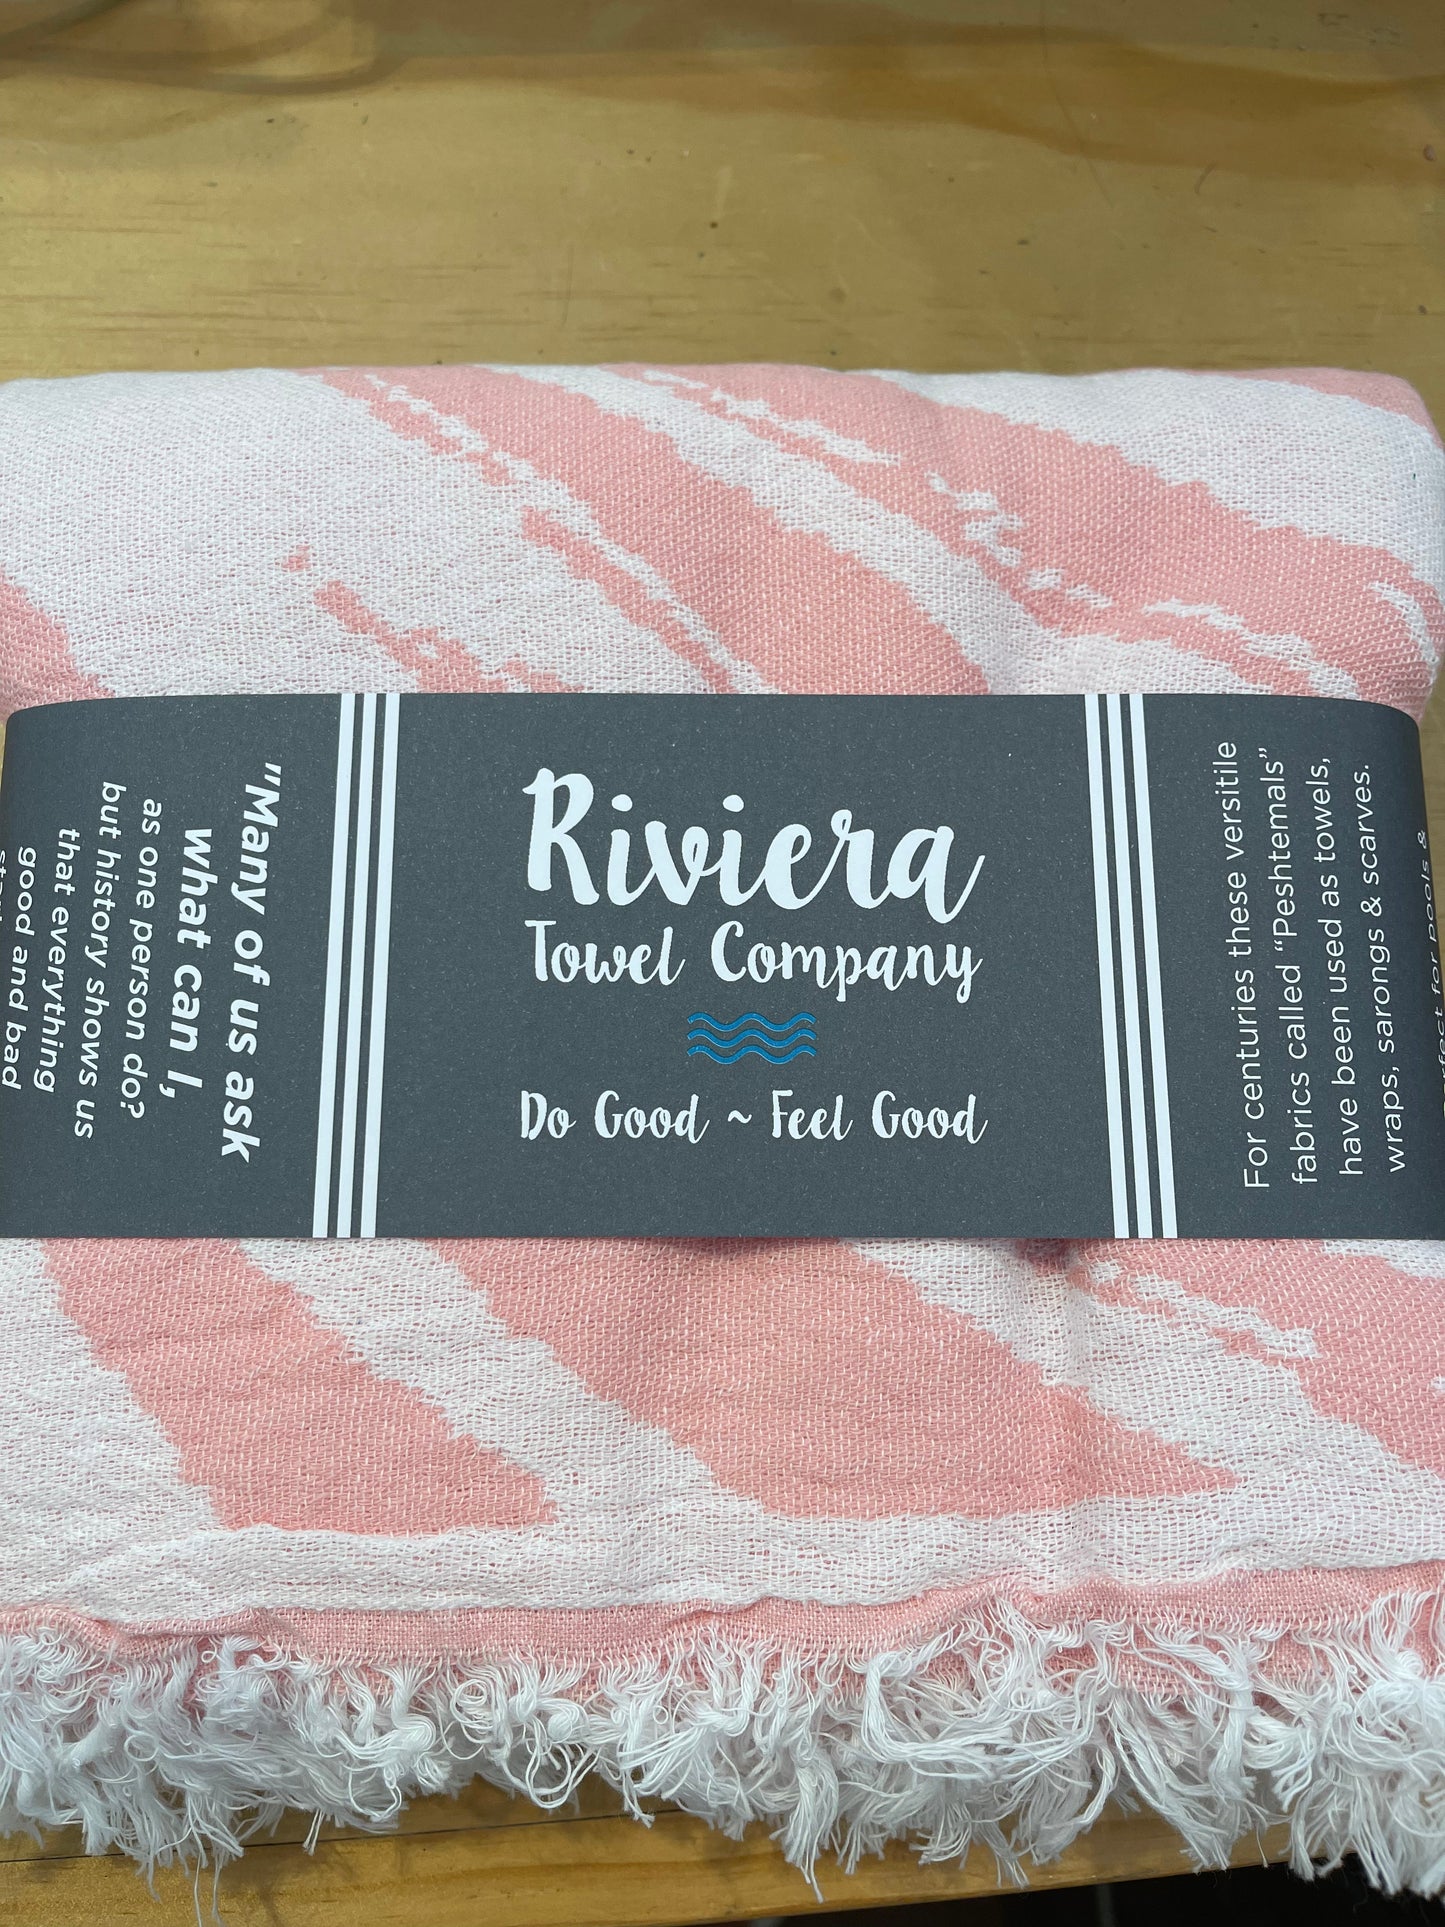 "Many of us ask
what can I,
as one person do?
but history shows us
that everything
good and bad
Riviera
Towel Company
Do Good ~ Feel Good
For centuries these versitile
fabrics called “Peshtemals”
have been used as towels,
wraps, sarongs & scarves.
for pools &